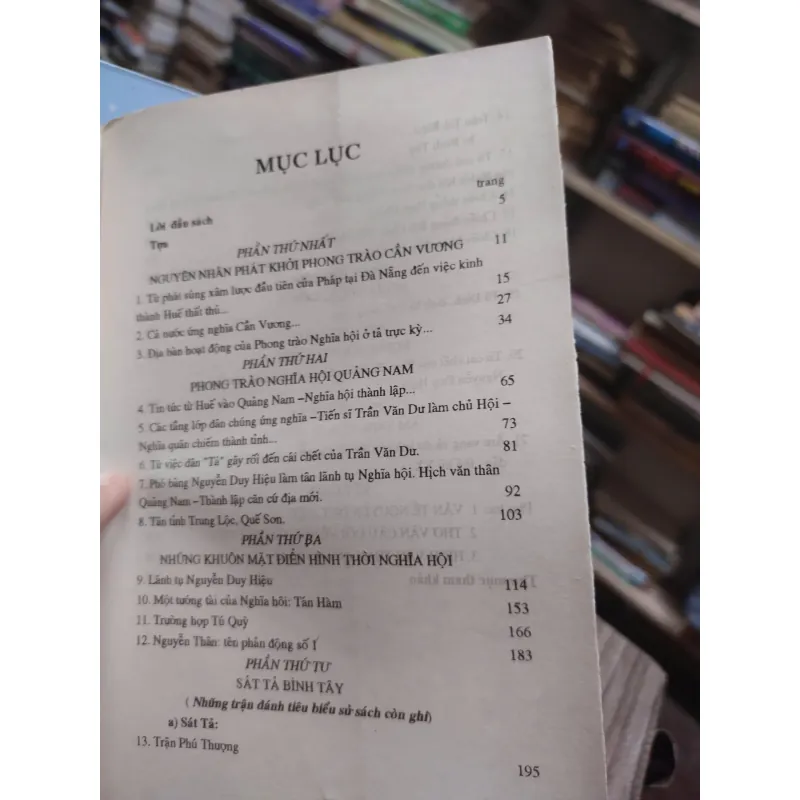 MỤC LỤC
trang
Lời đầu sách 5
Tựa
PHẦN THỨ NHẤT
NGUYÊN NHÂN PHÁT KHỞI PHONG TRÀO CẦN VƯƠNG 11
1. Từ phát súng xâm lược đầu tiên của Pháp tại Đà Nẵng đến việc kinh
thành Huế thất thủ... 15
2. Cả nước ứng nghĩa Cần Vương... 27
3. Địa bàn hoạt động của Phong trào Nghĩa hội ở tả trực kỳ... 34
PHẦN THỨ HAI
PHONG TRÀO NGHĨA HỘI QUẢNG NAM
4. Tin tức từ Huế vào Quảng Nam –Nghĩa hội thành lập... 65
5. Các tầng lớp dân chúng ứng nghĩa –Tiến sĩ Trần Văn Dư làm chủ Hội –
Nghĩa quân chiếm thành tỉnh... 73
6. Từ việc dân "Tả" gây rối đến cái chết của Trần Văn Dư. 81
7. Phó bảng Nguyễn Duy Hiệu làm tân lãnh tụ Nghĩa hội. Hịch văn thân
Quảng Nam –Thành lập căn cứ địa mới. 92
8. Tân tỉnh Trung Lộc, Quế Sơn. 103
PHẦN THỨ BA
NHỮNG KHUÔN MẶT ĐIỂN HÌNH THỜI NGHĨA HỘI
9. Lãnh tụ Nguyễn Duy Hiệu 114
10. Một tướng tài của Nghĩa hôi: Tán Hàm 153
11. Trường hợp Tú Quỳ 166
12. Nguyễn Thân: tên phản động số 1 183
PHẦN THỨ TƯ
SÁT TẢ BÌNH TÂY
( Những trận đánh tiêu biểu sử sách còn ghi)
a) Sát Tả:
13. Trận Phú Thượng
195